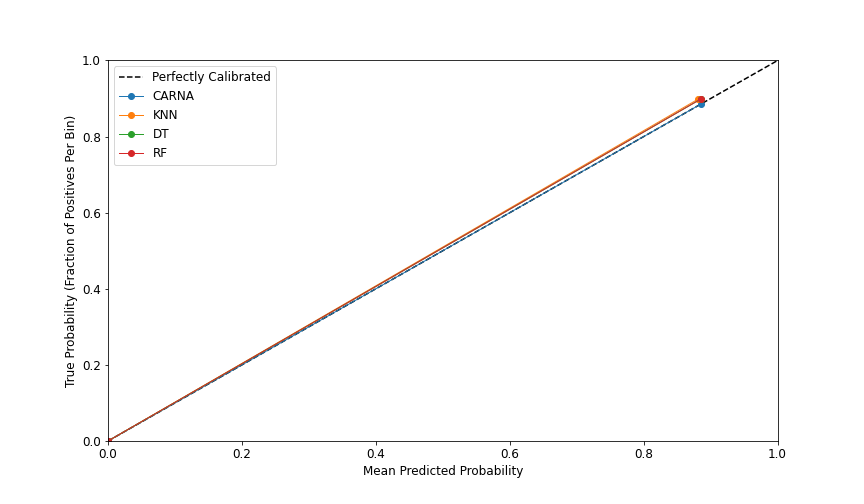 1.0
0.8
0.6
0.4
0.2
0.0
True Probability (Fraction of Positives Per Bin)
Perfectly Calibrated
CARNA
KNN
DT
RF
0.0 0.2 0.4 0.6 0.8 1.0
Mean Predicted Probability